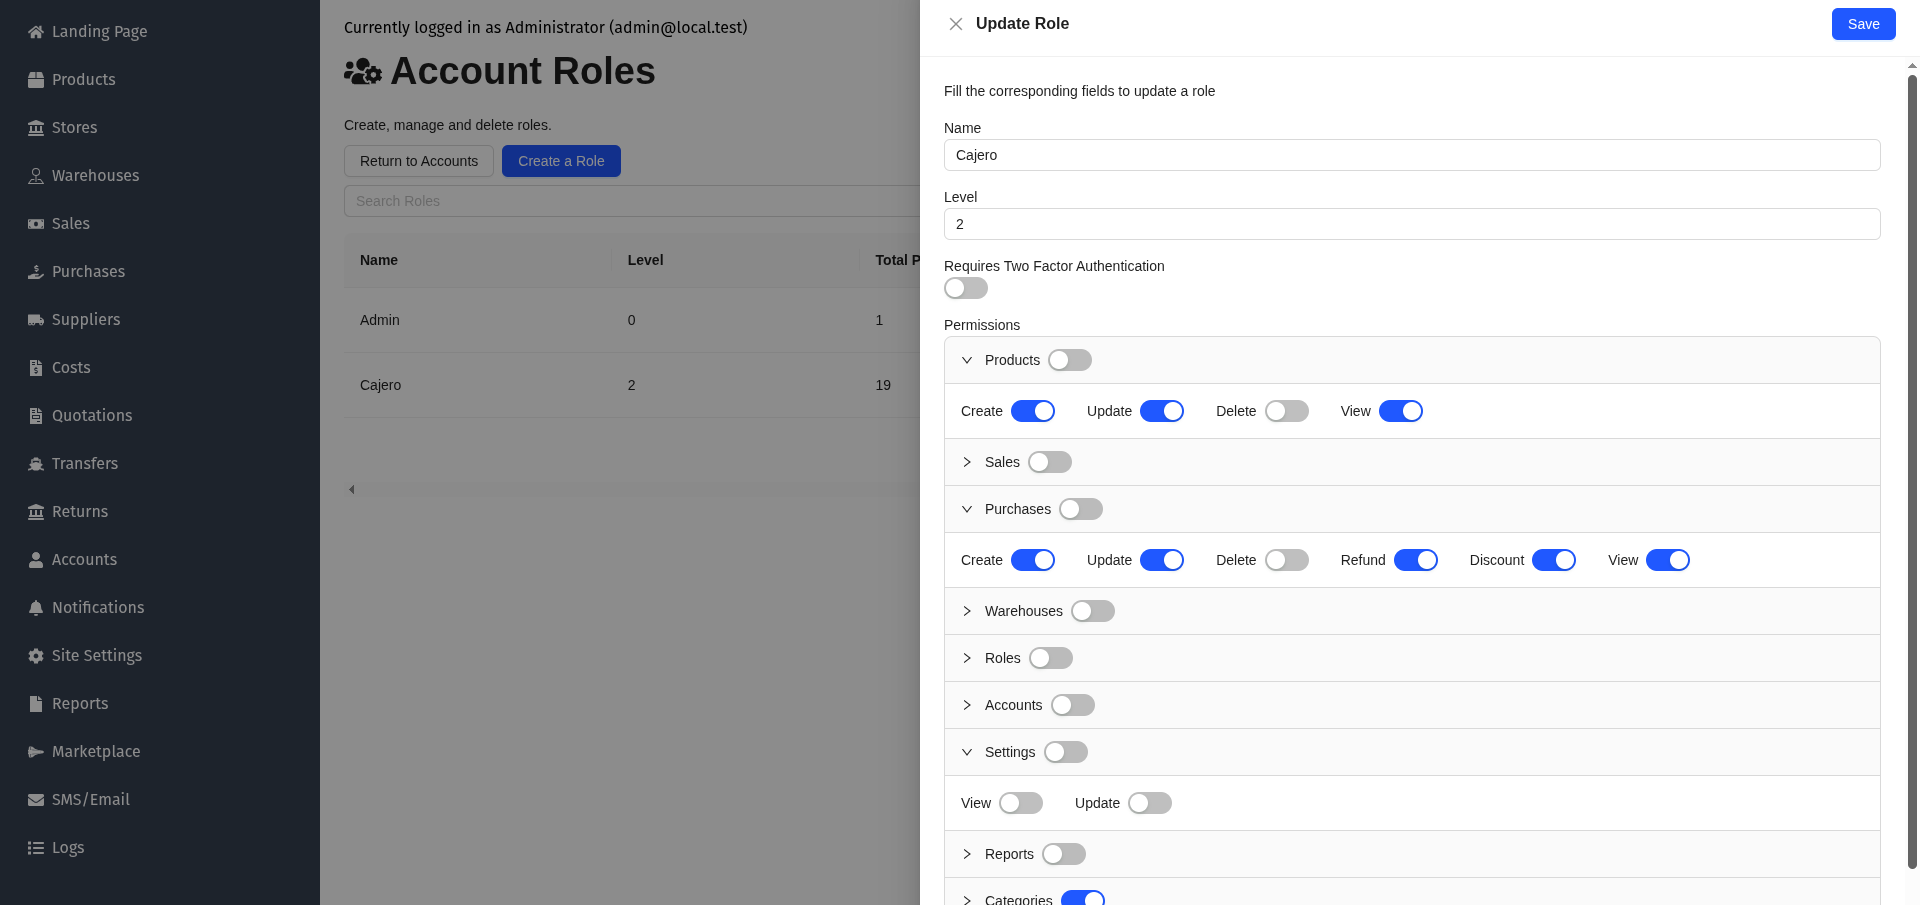 Landing Page
Products
Stores
Warehouses
Sales
Purchases
Suppliers
Costs
Quotations
Transfers
Returns
Accounts
Notifications
Site Settings
Reports
Marketplace
SMS/Email
Logs
Currently logged in as Administrator (admin@local.test)
Account Roles
Create, manage and delete roles.
Return to Accounts Create a Role
Search Roles
Name Level Total P
Admin 0 1
Cajero 2 19
Update Role Save
Fill the corresponding fields to update a role
Name
Cajero
Level
2
Requires Two Factor Authentication
Permissions
Products
Create Update Delete View
Sales
Purchases
Create Update Delete Refund Discount View
Warehouses
Roles
Accounts
Settings
View Update
Reports
Categories